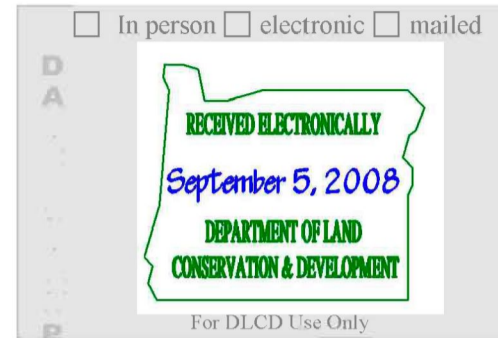 ☐ In person ☐ electronic ☐ mailed
D
A
RECEIVED ELECTRONICALLY
September 5, 2008
DEPARTMENT OF LAND
CONSERVATION & DEVELOPMENT
P
For DLCD Use Only